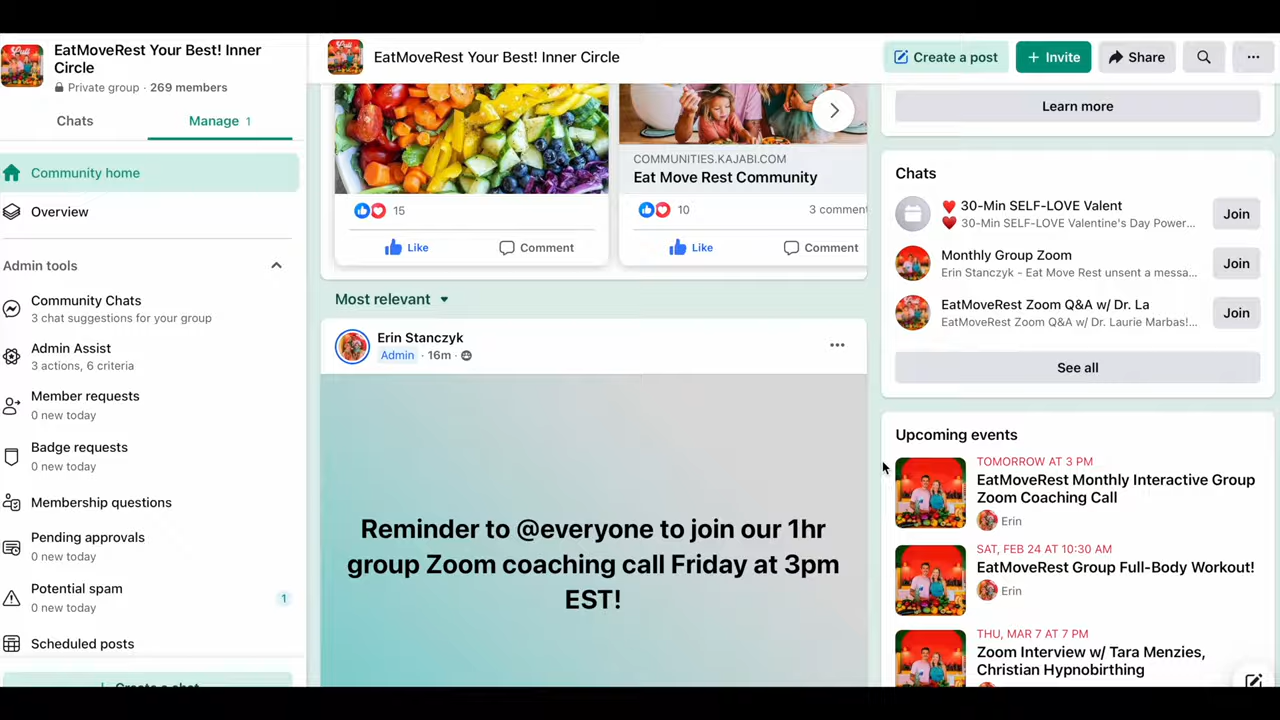 EatMoveRest Your Best! Inner
Circle
Private group · 269 members
Chats
Manage 1
Community home
Overview
Admin tools
Community Chats
3 chat suggestions for your group
Admin Assist
3 actions, 6 criteria
Member requests
0 new today
Badge requests
0 new today
Membership questions
Pending approvals
0 new today
Potential spam
0 new today
1
Scheduled posts
+ Create a chat
EatMoveRest Your Best! Inner Circle
Create a post
+ Invite
Share
COMMUNITIES.KAJABI.COM
Eat Move Rest Community
15
10
3 commen
Like
Comment
Like
Comment
Most relevant
Erin Stanczyk
Admin · 16m ·
Reminder to @everyone to join our 1hr
group Zoom coaching call Friday at 3pm
EST!
Learn more
Chats
30-Min SELF-LOVE Valent
30-Min SELF-LOVE Valentine's Day Power...
Join
Monthly Group Zoom
Erin Stanczyk - Eat Move Rest unsent a messa...
Join
EatMoveRest Zoom Q&A w/ Dr. La
EatMoveRest Zoom Q&A w/ Dr. Laurie Marbas!...
Join
See all
Upcoming events
TOMORROW AT 3 PM
EatMoveRest Monthly Interactive Group
Zoom Coaching Call
Erin
SAT, FEB 24 AT 10:30 AM
EatMoveRest Group Full-Body Workout!
Erin
THU, MAR 7 AT 7 PM
Zoom Interview w/ Tara Menzies,
Christian Hypnobirthing